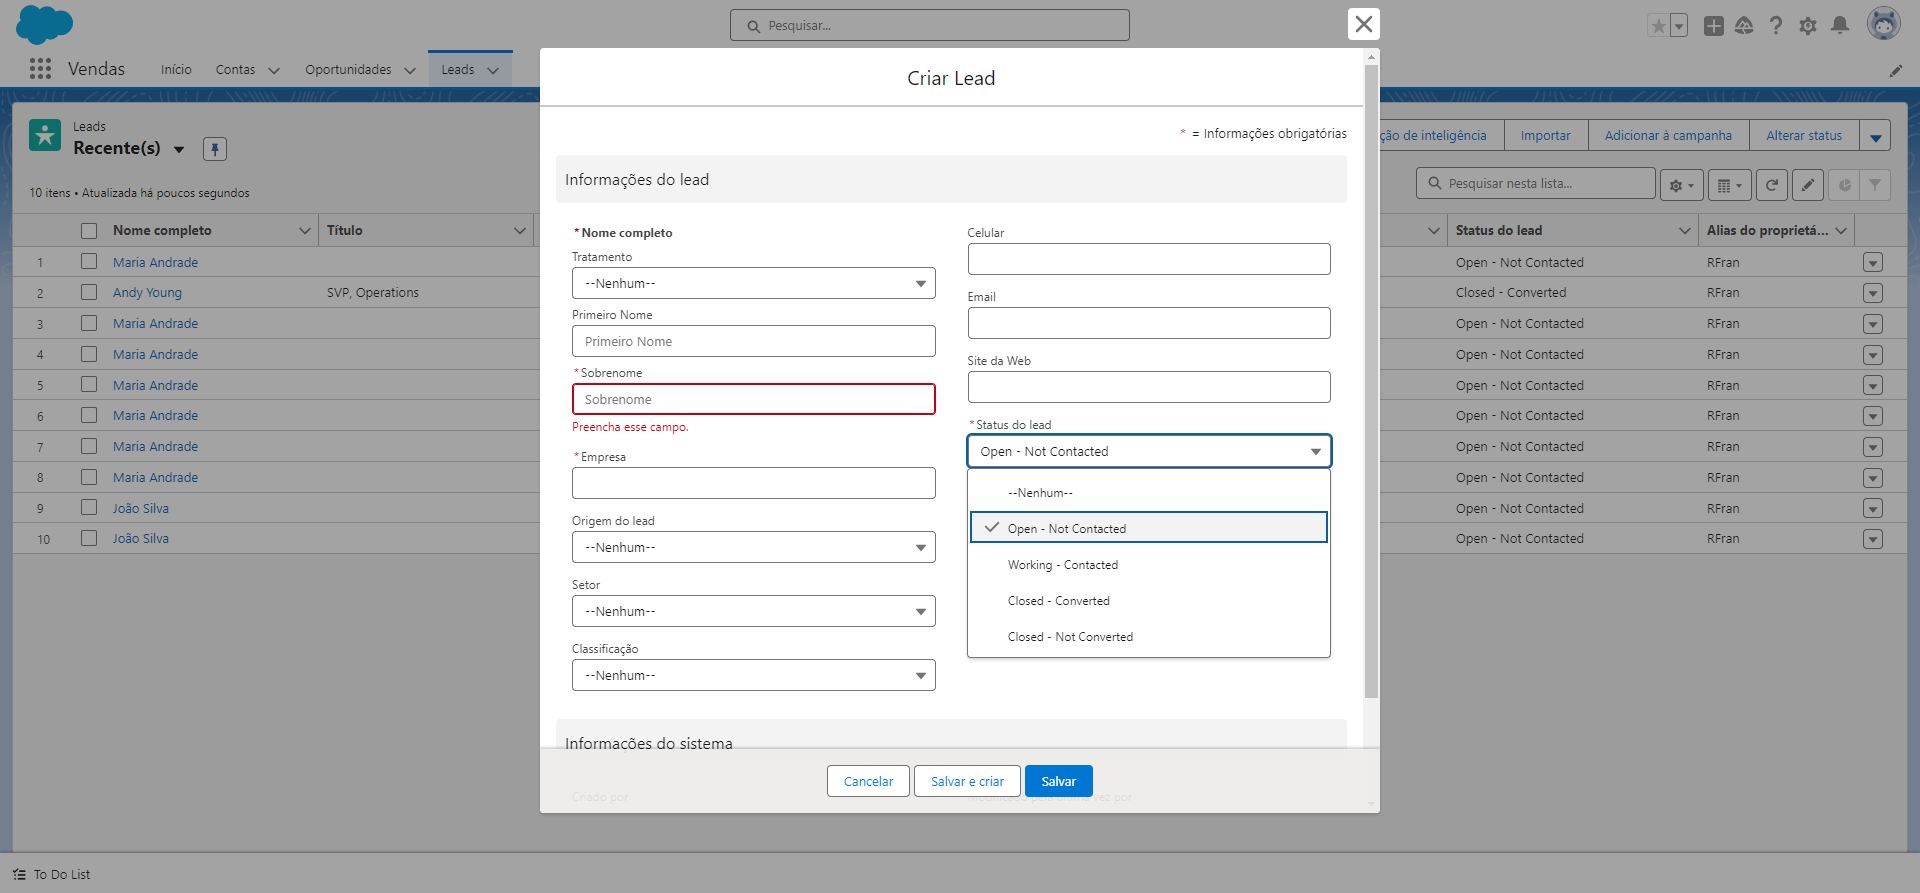 Pesquisar...
Vendas
Início
Contas
Oportunidades
Leads
Leads
Recente(s)
10 itens • Atualizada há poucos segundos
ção de inteligência
Importar
Adicionar à campanha
Alterar status
Pesquisar nesta lista...
Nome completo
Título
Status do lead
Alias do proprietá...
1 Maria Andrade Open - Not Contacted RFran
2 Andy Young SVP, Operations Closed - Converted RFran
3 Maria Andrade Open - Not Contacted RFran
4 Maria Andrade Open - Not Contacted RFran
5 Maria Andrade Open - Not Contacted RFran
6 Maria Andrade Open - Not Contacted RFran
7 Maria Andrade Open - Not Contacted RFran
8 Maria Andrade Open - Not Contacted RFran
9 João Silva Open - Not Contacted RFran
10 João Silva Open - Not Contacted RFran
Criar Lead
* = Informações obrigatórias
Informações do lead
*Nome completo
Tratamento
--Nenhum--
Primeiro Nome
Primeiro Nome
*Sobrenome
Sobrenome
Preencha esse campo.
*Empresa
Origem do lead
--Nenhum--
Setor
--Nenhum--
Classificação
--Nenhum--
Celular
Email
Site da Web
*Status do lead
Open - Not Contacted
--Nenhum--
Open - Not Contacted
Working - Contacted
Closed - Converted
Closed - Not Converted
Informações do sistema
Cancelar
Salvar e criar
Salvar
Criado por
To Do List